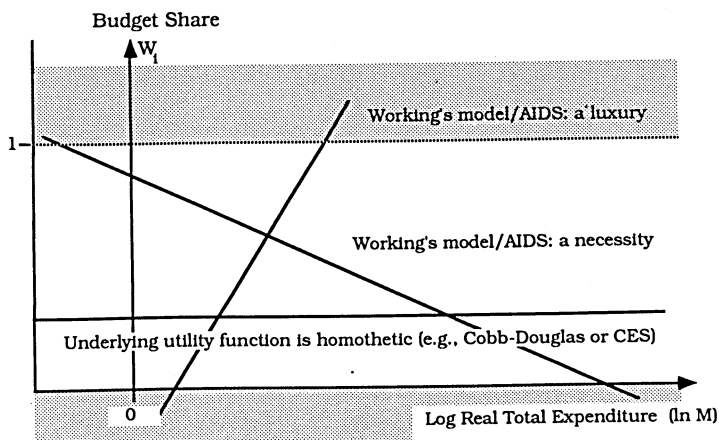 Budget Share
W₁
Working's model/AIDS: a luxury
1
Working's model/AIDS: a necessity
Underlying utility function is homothetic (e.g., Cobb-Douglas or CES)
0
Log Real Total Expenditure (ln M)